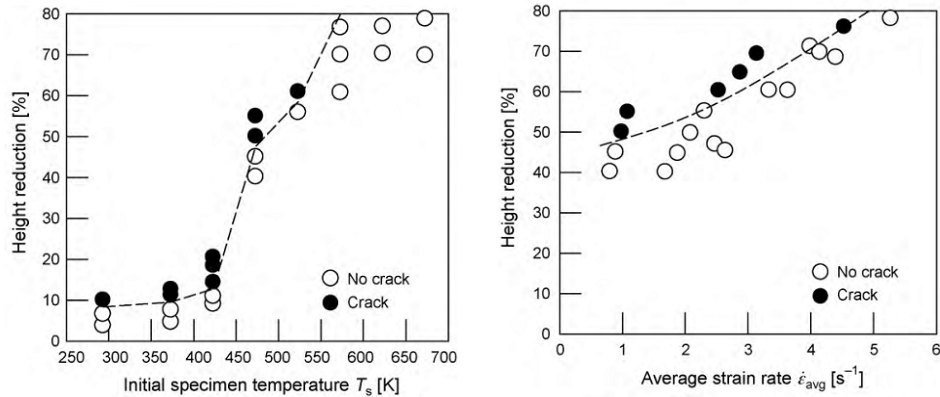 80
70
60
50
40
30
20
10
0
Height reduction [%]
No crack
Crack
250 300 350 400 450 500 550 600 650 700
Initial specimen temperature Ts [K]
80
70
60
50
40
30
20
10
0
Height reduction [%]
No crack
Crack
0 1 2 3 4 5 6
Average strain rate ε̇avg [s⁻¹]